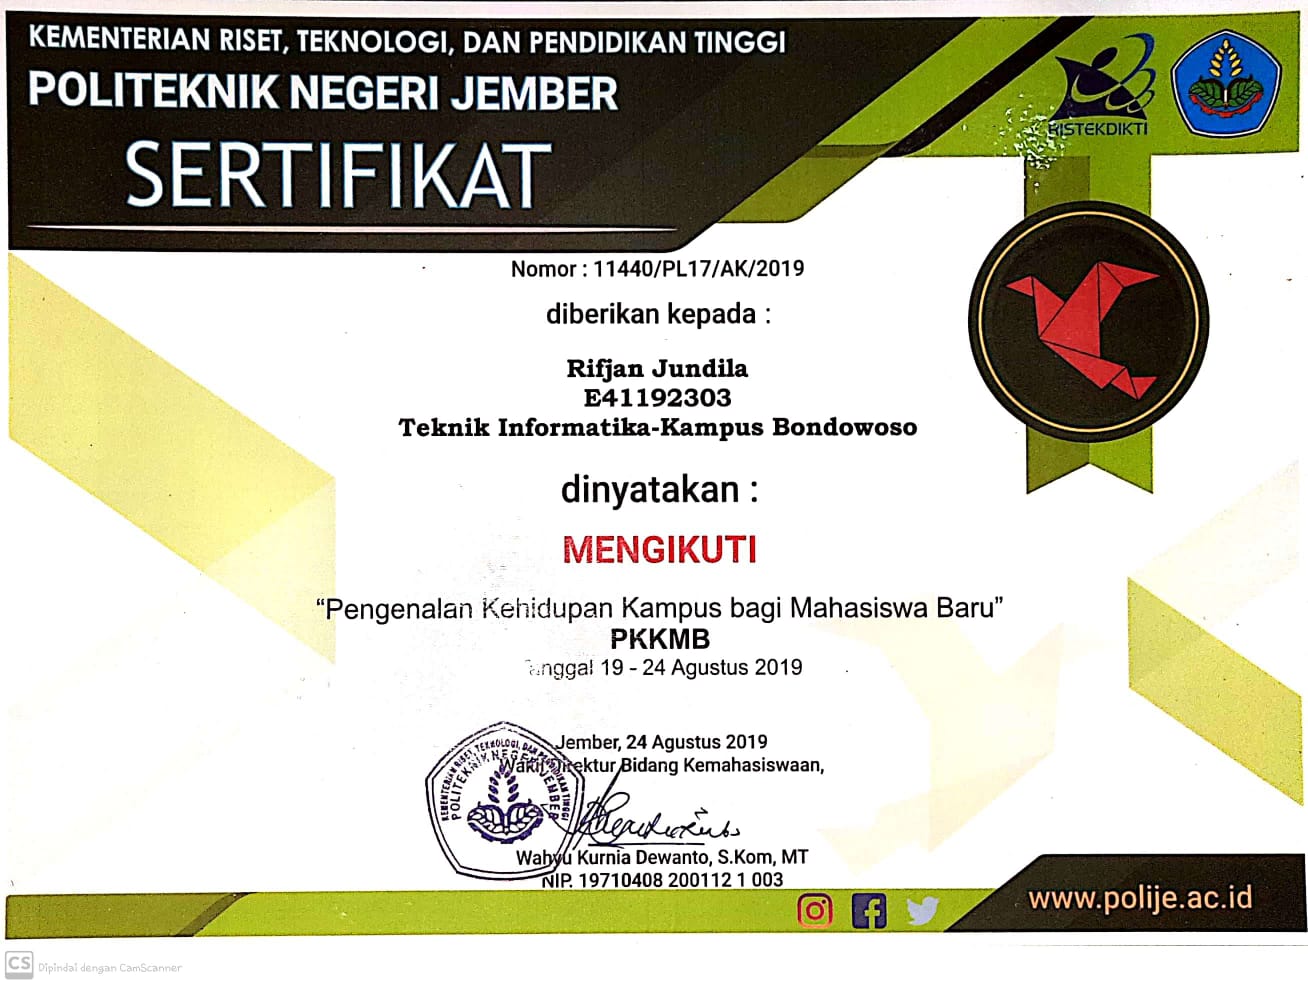 KEMENTERIAN RISET, TEKNOLOGI, DAN PENDIDIKAN TINGGI
POLITEKNIK NEGERI JEMBER
SERTIFIKAT
RISTEKDIKTI
Nomor : 11440/PL17/AK/2019
diberikan kepada :
Rifjan Jundila
E41192303
Teknik Informatika-Kampus Bondowoso
dinyatakan :
MENGIKUTI
“Pengenalan Kehidupan Kampus bagi Mahasiswa Baru”
PKKMB
Tanggal 19 - 24 Agustus 2019
Jember, 24 Agustus 2019
Wakil Direktur Bidang Kemahasiswaan,
KEMENTERIAN RISET, TEKNOLOGI, DAN PENDIDIKAN TINGGI
POLITEKNIK NEGERI JEMBER
Wahyu Kurnia Dewanto, S.Kom, MT
NIP. 19710408 200112 1 003
www.polije.ac.id
CS Dipindai dengan CamScanner